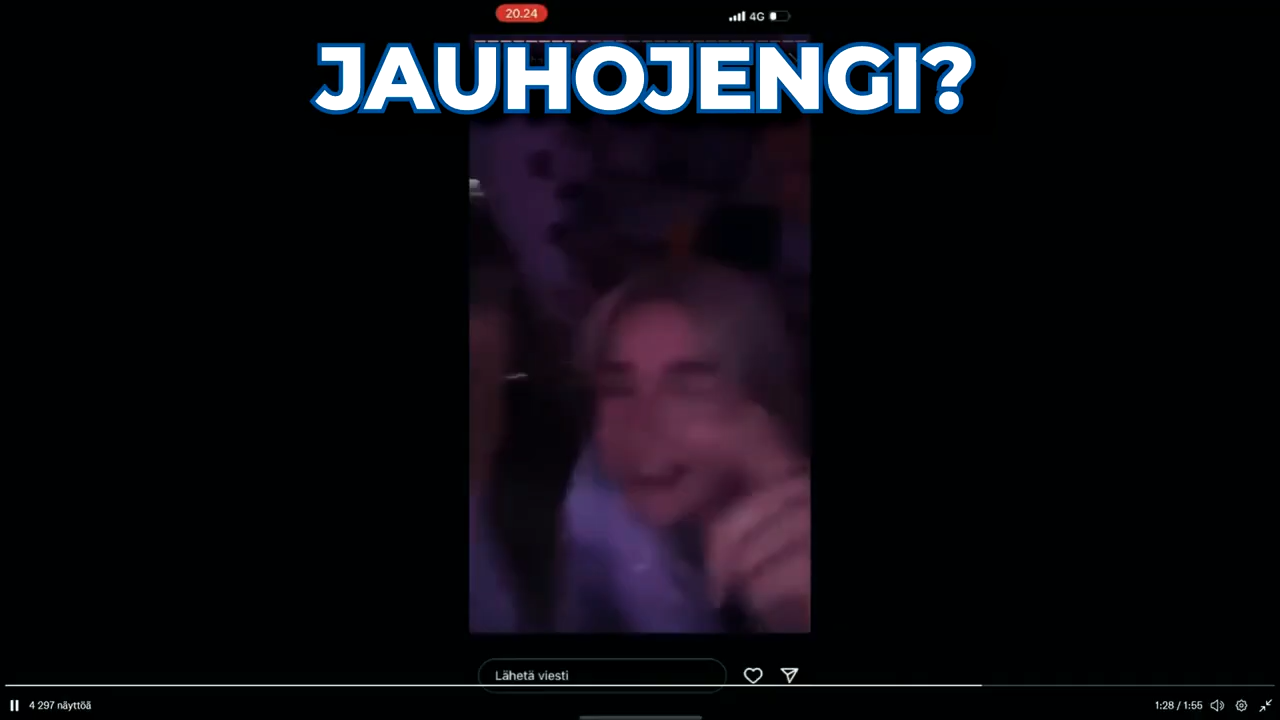 20.24
4G
JAUHOJENGI?
Lähetä viesti
4 297 näyttöä
1:28 / 1:55